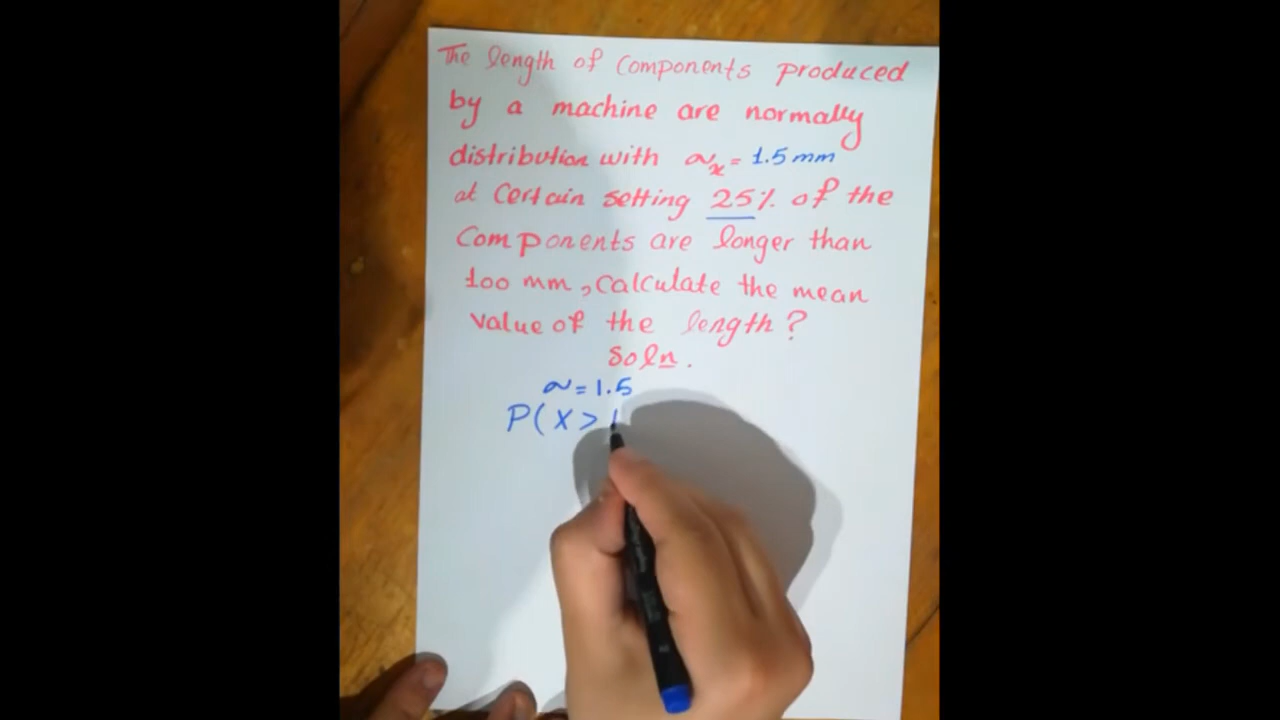 The length of components produced
by a machine are normally
distribution with σx = 1.5 mm
at certain setting 25% of the
components are longer than
100 mm, calculate the mean
value of the length?
soln.
σ = 1.5
P(X > 1